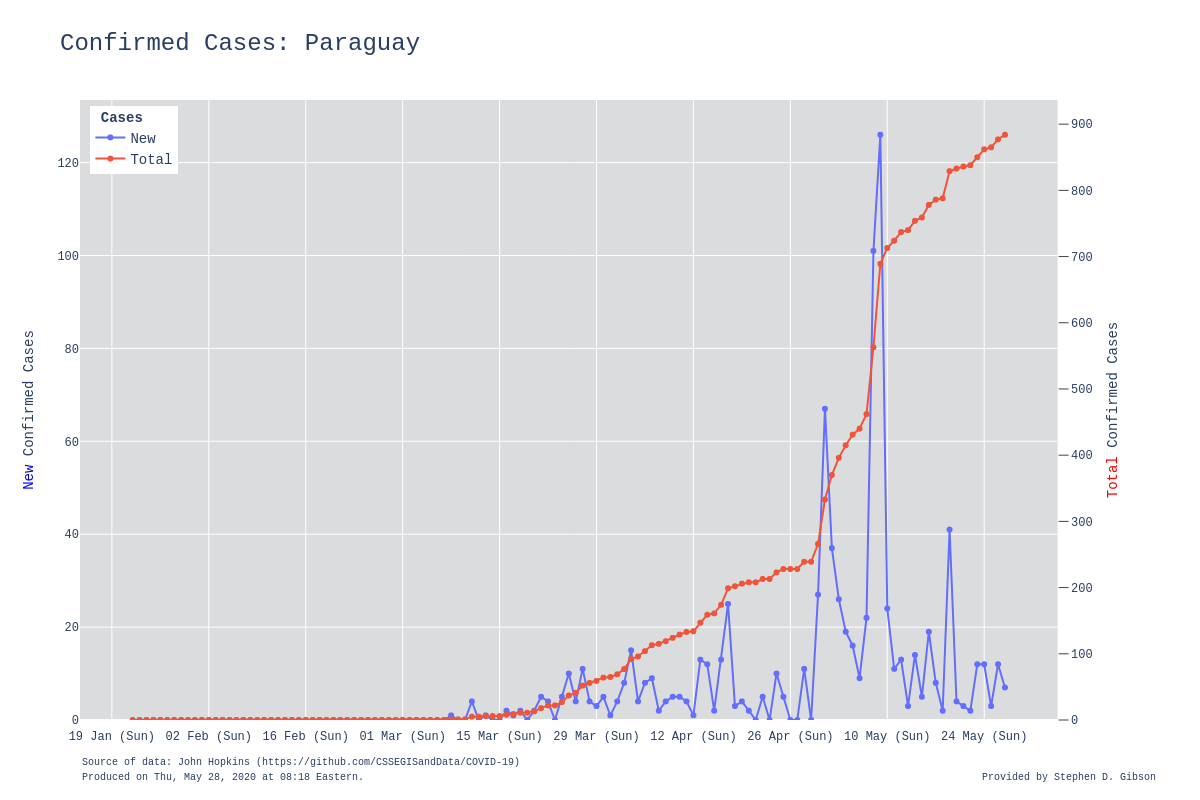 Confirmed Cases: Paraguay
Cases
New
Total
120
100
80
60
40
20
0
900
800
700
600
500
400
300
200
100
0
New Confirmed Cases
Total Confirmed Cases
19 Jan (Sun) 02 Feb (Sun) 16 Feb (Sun) 01 Mar (Sun) 15 Mar (Sun) 29 Mar (Sun) 12 Apr (Sun) 26 Apr (Sun) 10 May (Sun) 24 May (Sun)
Source of data: John Hopkins (https://github.com/CSSEGISandData/COVID-19)
Produced on Thu, May 28, 2020 at 08:18 Eastern.
Provided by Stephen D. Gibson